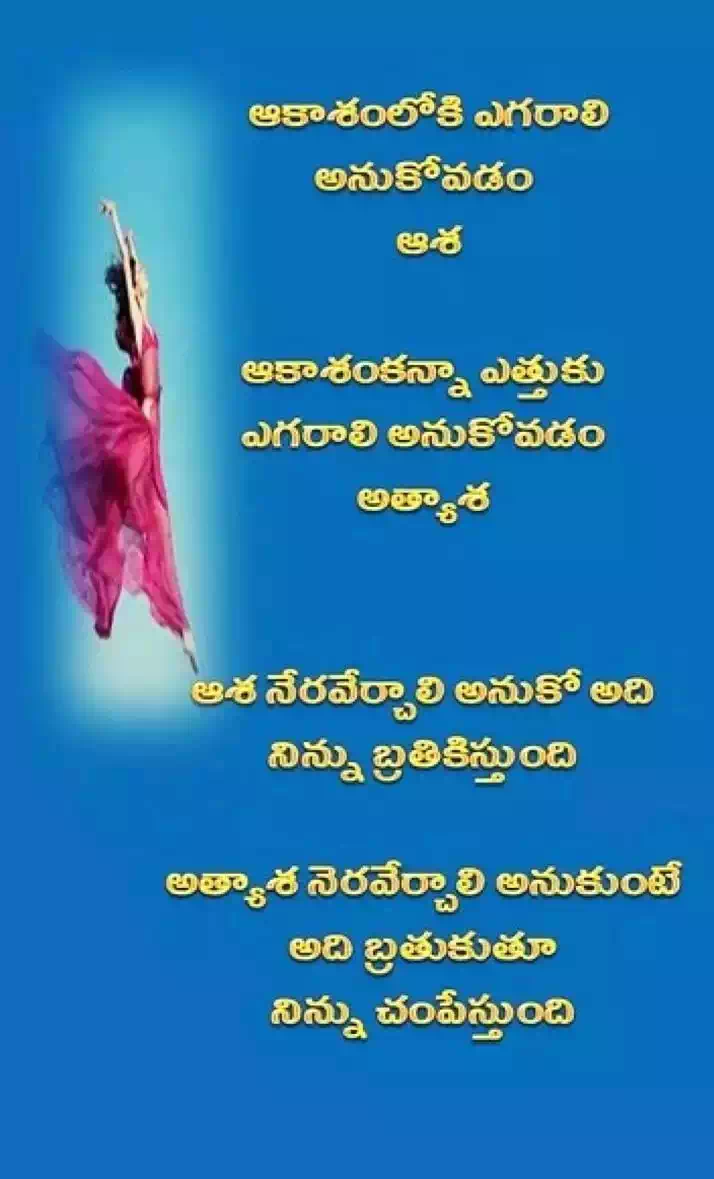 ఆకాశంలోకి ఎగరాలి
అనుకోవడం
ఆశ
ఆకాశంకన్నా ఎత్తుకు
ఎగరాలి అనుకోవడం
అత్యాశ
ఆశ నేరవేర్చాలి అనుకో అది
నిన్ను బ్రతికిస్తుంది
అత్యాశ నెరవేర్చాలి అనుకుంటే
అది బ్రతుకుతూ
నిన్ను చంపేస్తుంది